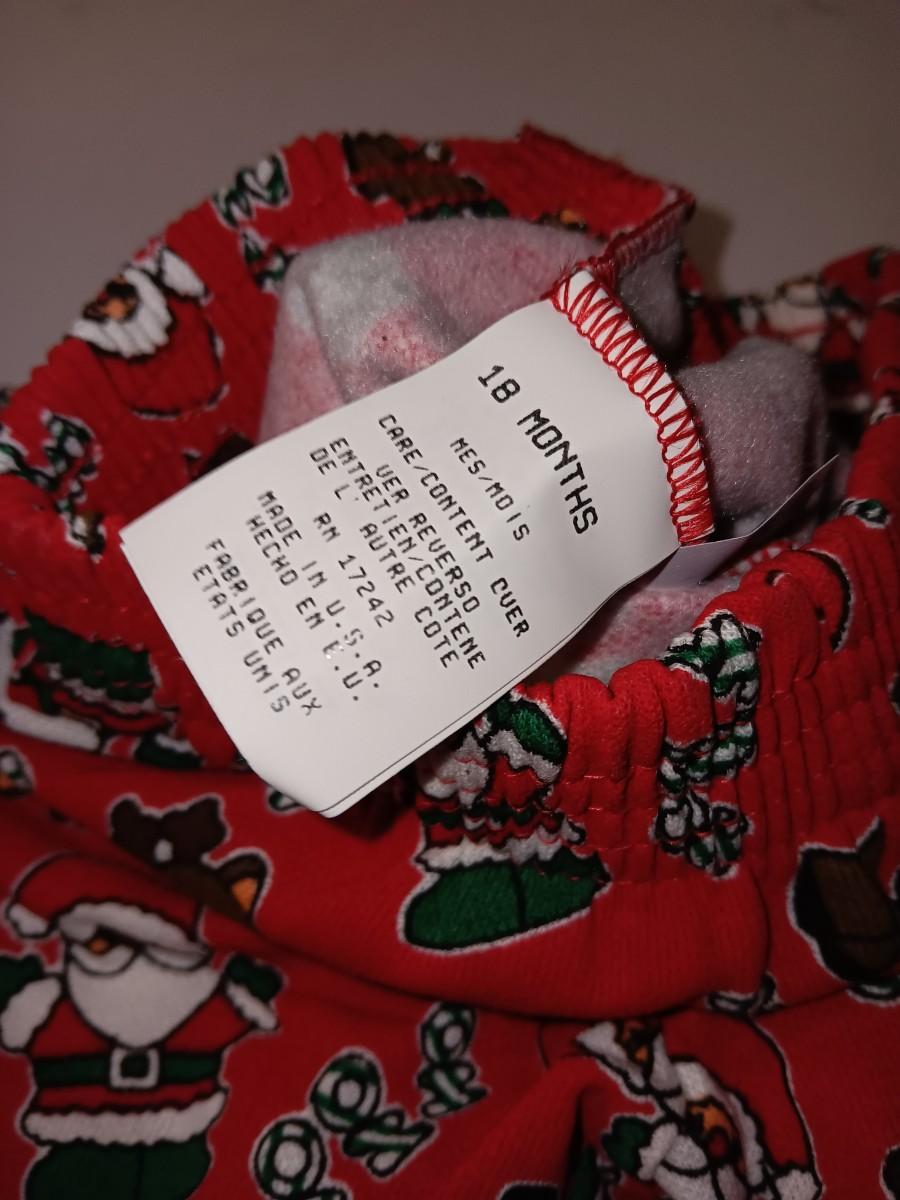 18 MONTHS
MES/MOIS
CARE/CONTENT OVER
VER REVERSO
ENTRETIEN/CONTENE
DE L' AUTRE COTE
RN 17242
MADE IN U.S.A.
HECHO EN E.U.
FABRIQUE AUX
ETATS UNIS